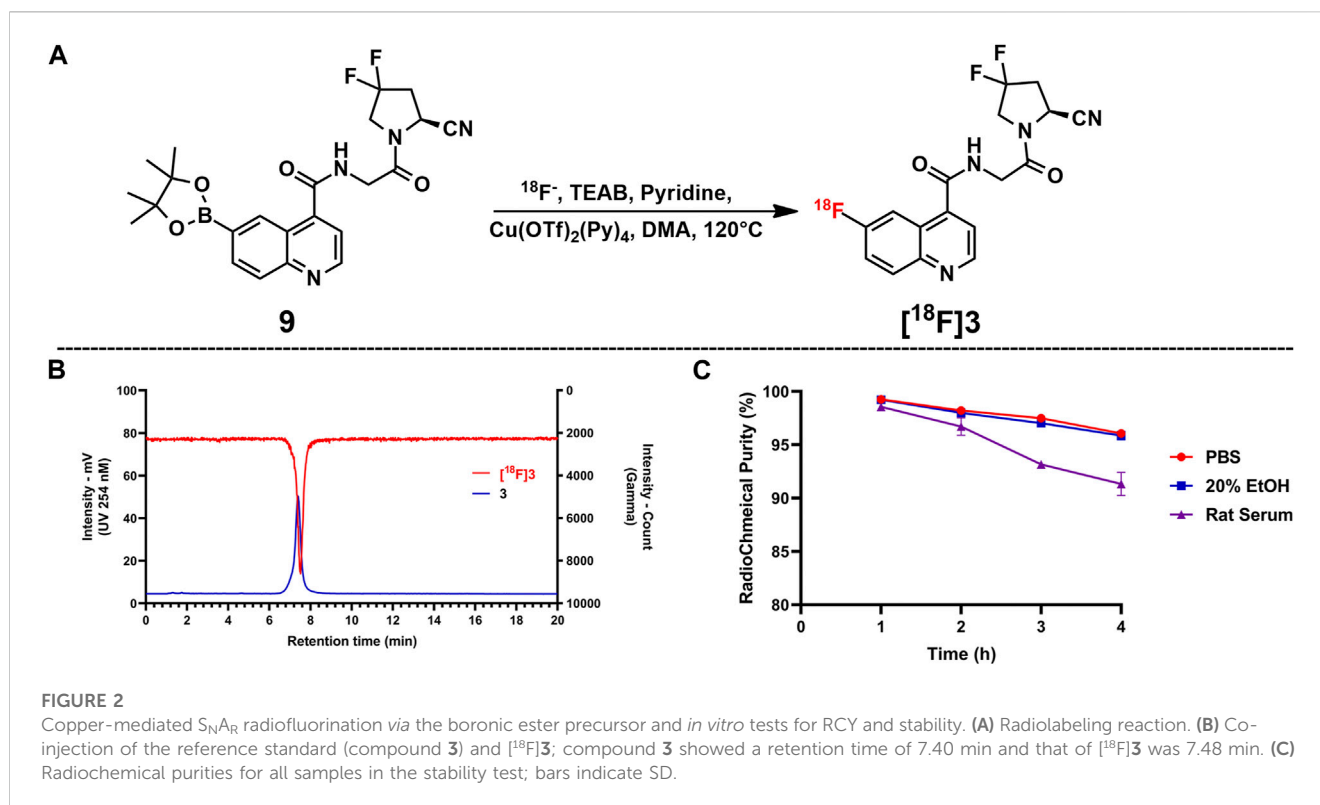 A
F
F
N
CN
O
H
N
O
O
B
O
N
9
¹⁸F⁻, TEAB, Pyridine,
Cu(OTf)₂(Py)₄, DMA, 120°C
F
F
N
CN
O
H
N
O
¹⁸F
N
[¹⁸F]3
B
100
80
60
40
20
0
Intensity - mV
(UV 254 nM)
0
2000
4000
6000
8000
10000
Intensity - Count
(Gamma)
[¹⁸F]3
3
0 2 4 6 8 10 12 14 16 18 20
Retention time (min)
C
RadioChmeical Purity (%)
100
95
90
85
80
0 1 2 3 4
Time (h)
PBS
20% EtOH
Rat Serum
FIGURE 2
Copper-mediated SNAR radiofluorination via the boronic ester precursor and in vitro tests for RCY and stability. (A) Radiolabeling reaction. (B) Co-
injection of the reference standard (compound 3) and [¹⁸F]3; compound 3 showed a retention time of 7.40 min and that of [¹⁸F]3 was 7.48 min. (C)
Radiochemical purities for all samples in the stability test; bars indicate SD.